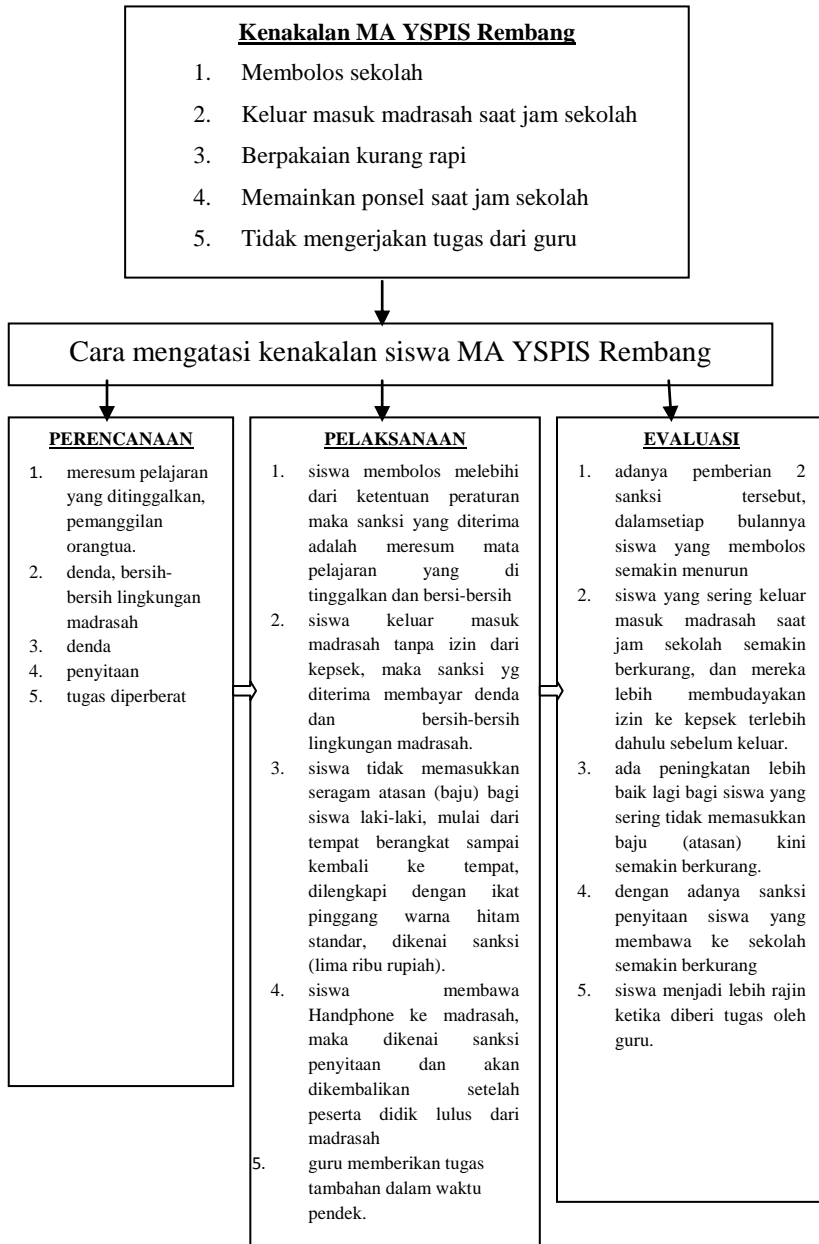 Kenakalan MA YSPIS Rembang
1. Membolos sekolah
2. Keluar masuk madrasah saat jam sekolah
3. Berpakaian kurang rapi
4. Memainkan ponsel saat jam sekolah
5. Tidak mengerjakan tugas dari guru
Cara mengatasi kenakalan siswa MA YSPIS Rembang
PERENCANAAN
1. meresum pelajaran
yang ditinggalkan,
pemanggilan
orangtua.
2. denda, bersih-
bersih lingkungan
madrasah
3. denda
4. penyitaan
5. tugas diperberat
PELAKSANAAN
1. siswa membolos melebihi
dari ketentuan peraturan
maka sanksi yang diterima
adalah meresum mata
pelajaran yang di
tinggalkan dan bersi-bersih
2. siswa keluar masuk
madrasah tanpa izin dari
kepsek, maka sanksi yg
diterima membayar denda
dan bersih-bersih
lingkungan madrasah.
3. siswa tidak memasukkan
seragam atasan (baju) bagi
siswa laki-laki, mulai dari
tempat berangkat sampai
kembali ke tempat,
dilengkapi dengan ikat
pinggang warna hitam
standar, dikenai sanksi
(lima ribu rupiah).
4. siswa membawa
Handphone ke madrasah,
maka dikenai sanksi
penyitaan dan akan
dikembalikan setelah
peserta didik lulus dari
madrasah
5. guru memberikan tugas
tambahan dalam waktu
pendek.
EVALUASI
1. adanya pemberian 2
sanksi tersebut,
dalamsetiap bulannya
siswa yang membolos
semakin menurun
2. siswa yang sering keluar
masuk madrasah saat
jam sekolah semakin
berkurang, dan mereka
lebih membudayakan
izin ke kepsek terlebih
dahulu sebelum keluar.
3. ada peningkatan lebih
baik lagi bagi siswa yang
sering tidak memasukkan
baju (atasan) kini
semakin berkurang.
4. dengan adanya sanksi
penyitaan siswa yang
membawa ke sekolah
semakin berkurang
5. siswa menjadi lebih rajin
ketika diberi tugas oleh
guru.